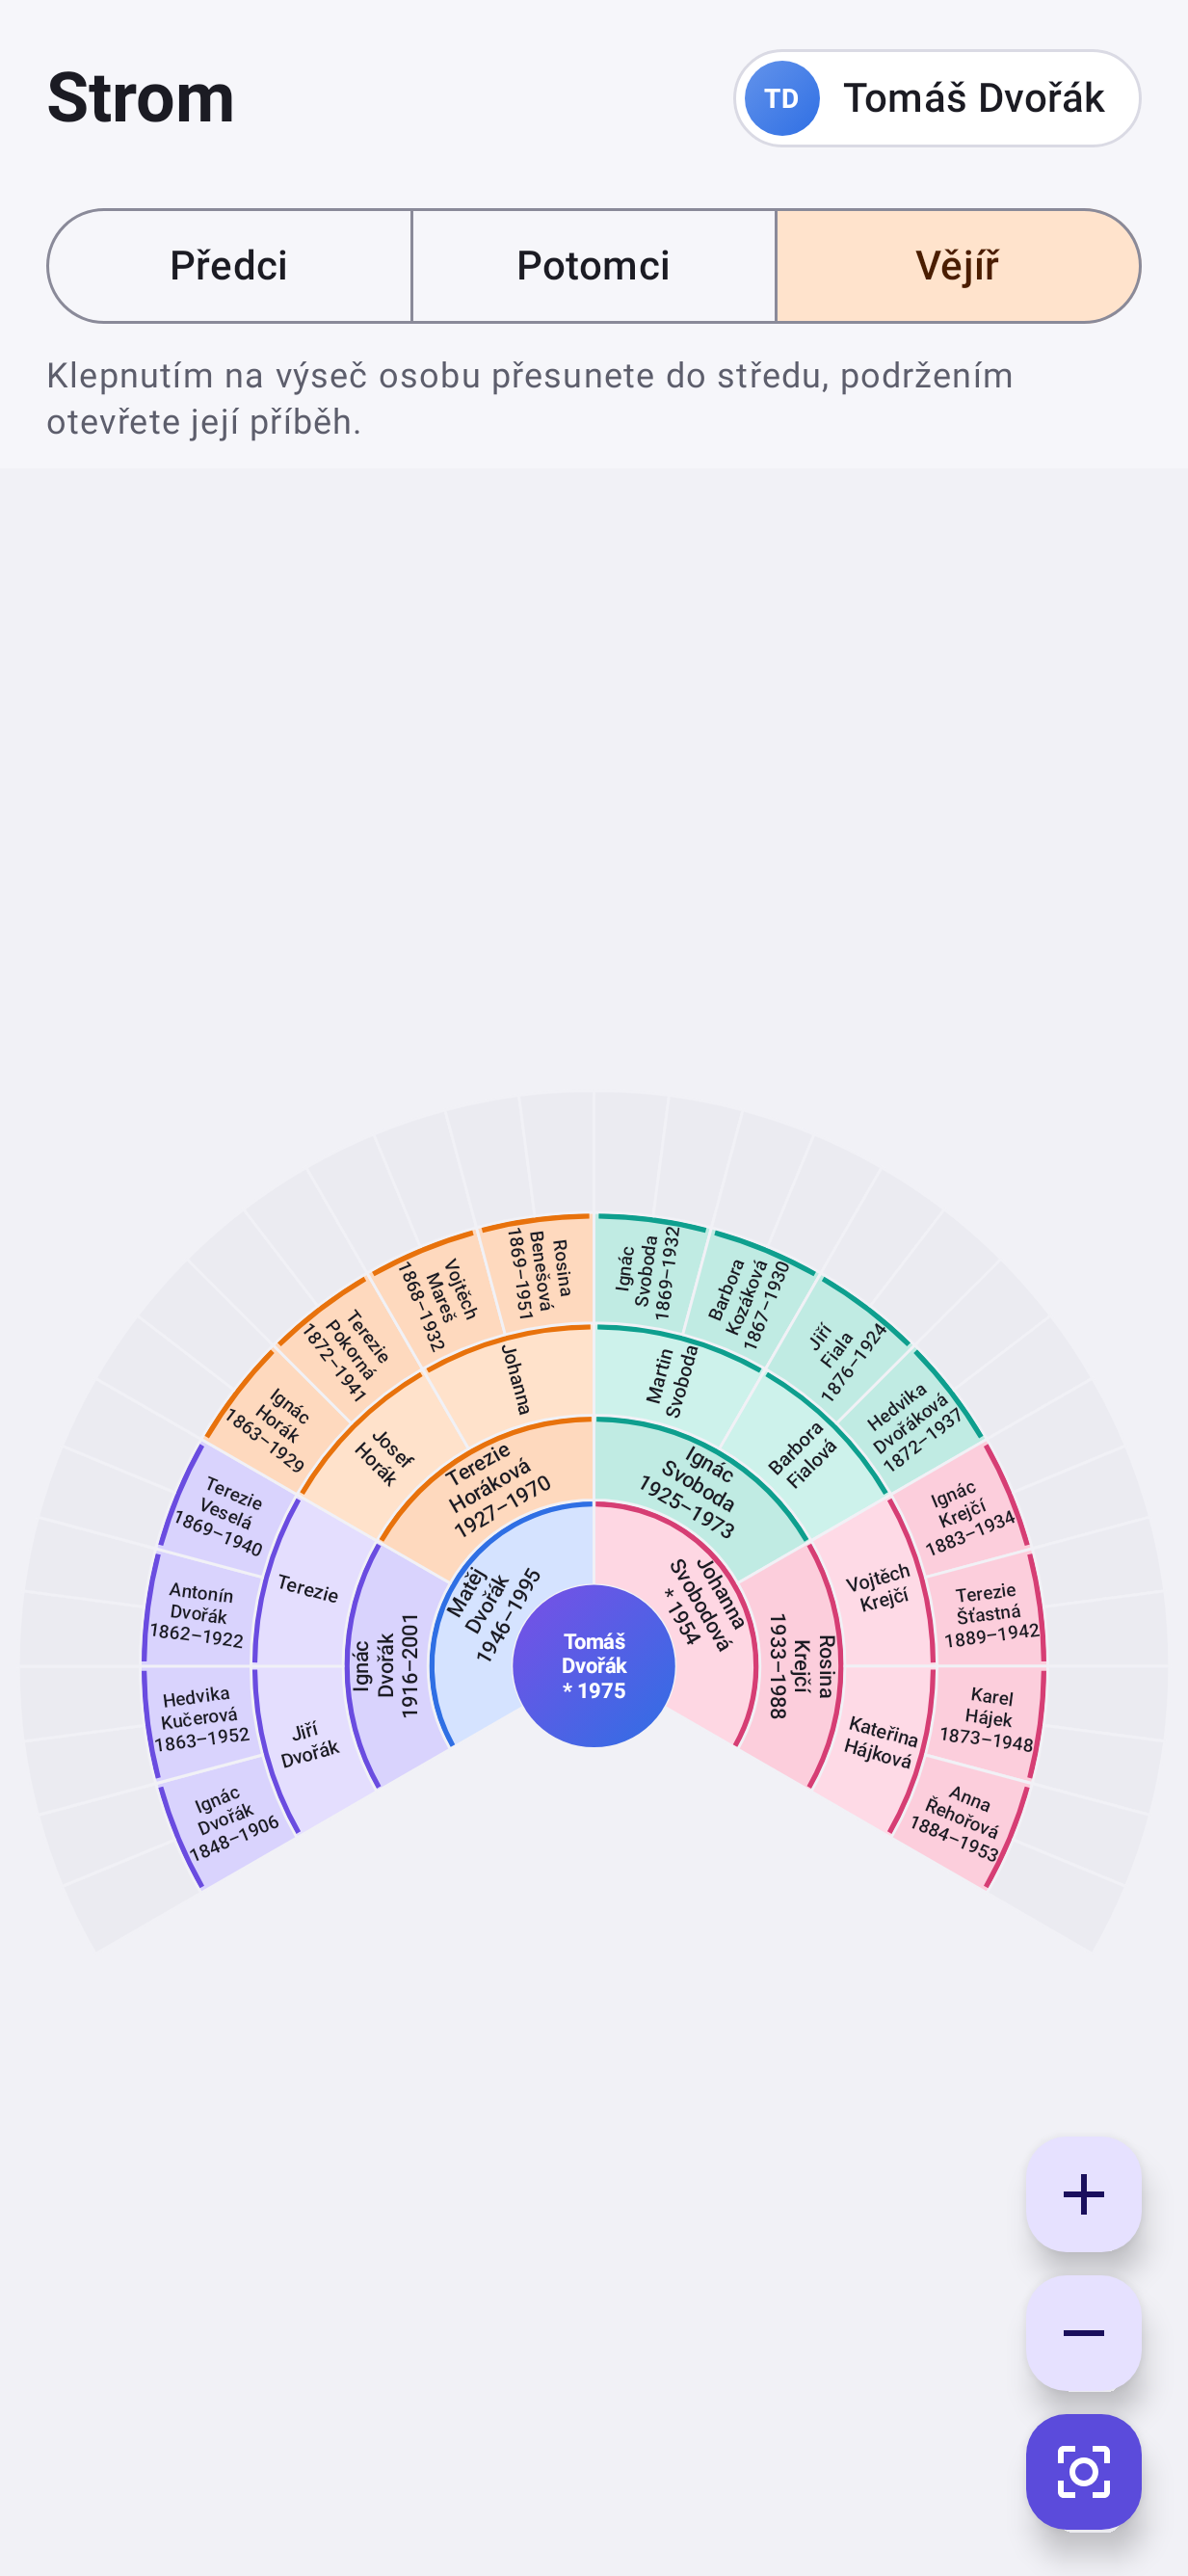 Strom
TD
Tomáš Dvořák
Předci
Potomci
Vějíř
Klepnutím na výseč osobu přesunete do středu, podržením
otevřete její příběh.
Tomáš
Dvořák
* 1975
Matěj
Dvořák
1946–1995
Johanna
Svobodová
* 1954
Ignác
Dvořák
1916–2001
Terezie
Horáková
1927–1970
Ignác
Svoboda
1925–1973
Rosina
Krejčí
1933–1988
Jiří
Dvořák
Terezie
Josef
Horák
Johanna
Martin
Svoboda
Barbora
Fialová
Vojtěch
Krejčí
Kateřina
Hájková
Ignác
Dvořák
1848–1906
Hedvika
Kučerová
1863–1952
Antonín
Dvořák
1862–1922
Terezie
Veselá
1869–1940
Ignác
Horák
1863–1929
Terezie
Pokorná
1872–1941
Vojtěch
Mareš
1868–1932
Rosina
Benešová
1869–1951
Ignác
Svoboda
1869–1932
Barbora
Kozáková
1867–1930
Jiří
Fiala
1876–1924
Hedvika
Dvořáková
1872–1937
Ignác
Krejčí
1883–1934
Terezie
Šťastná
1889–1942
Karel
Hájek
1873–1948
Anna
Řehořová
1884–1953